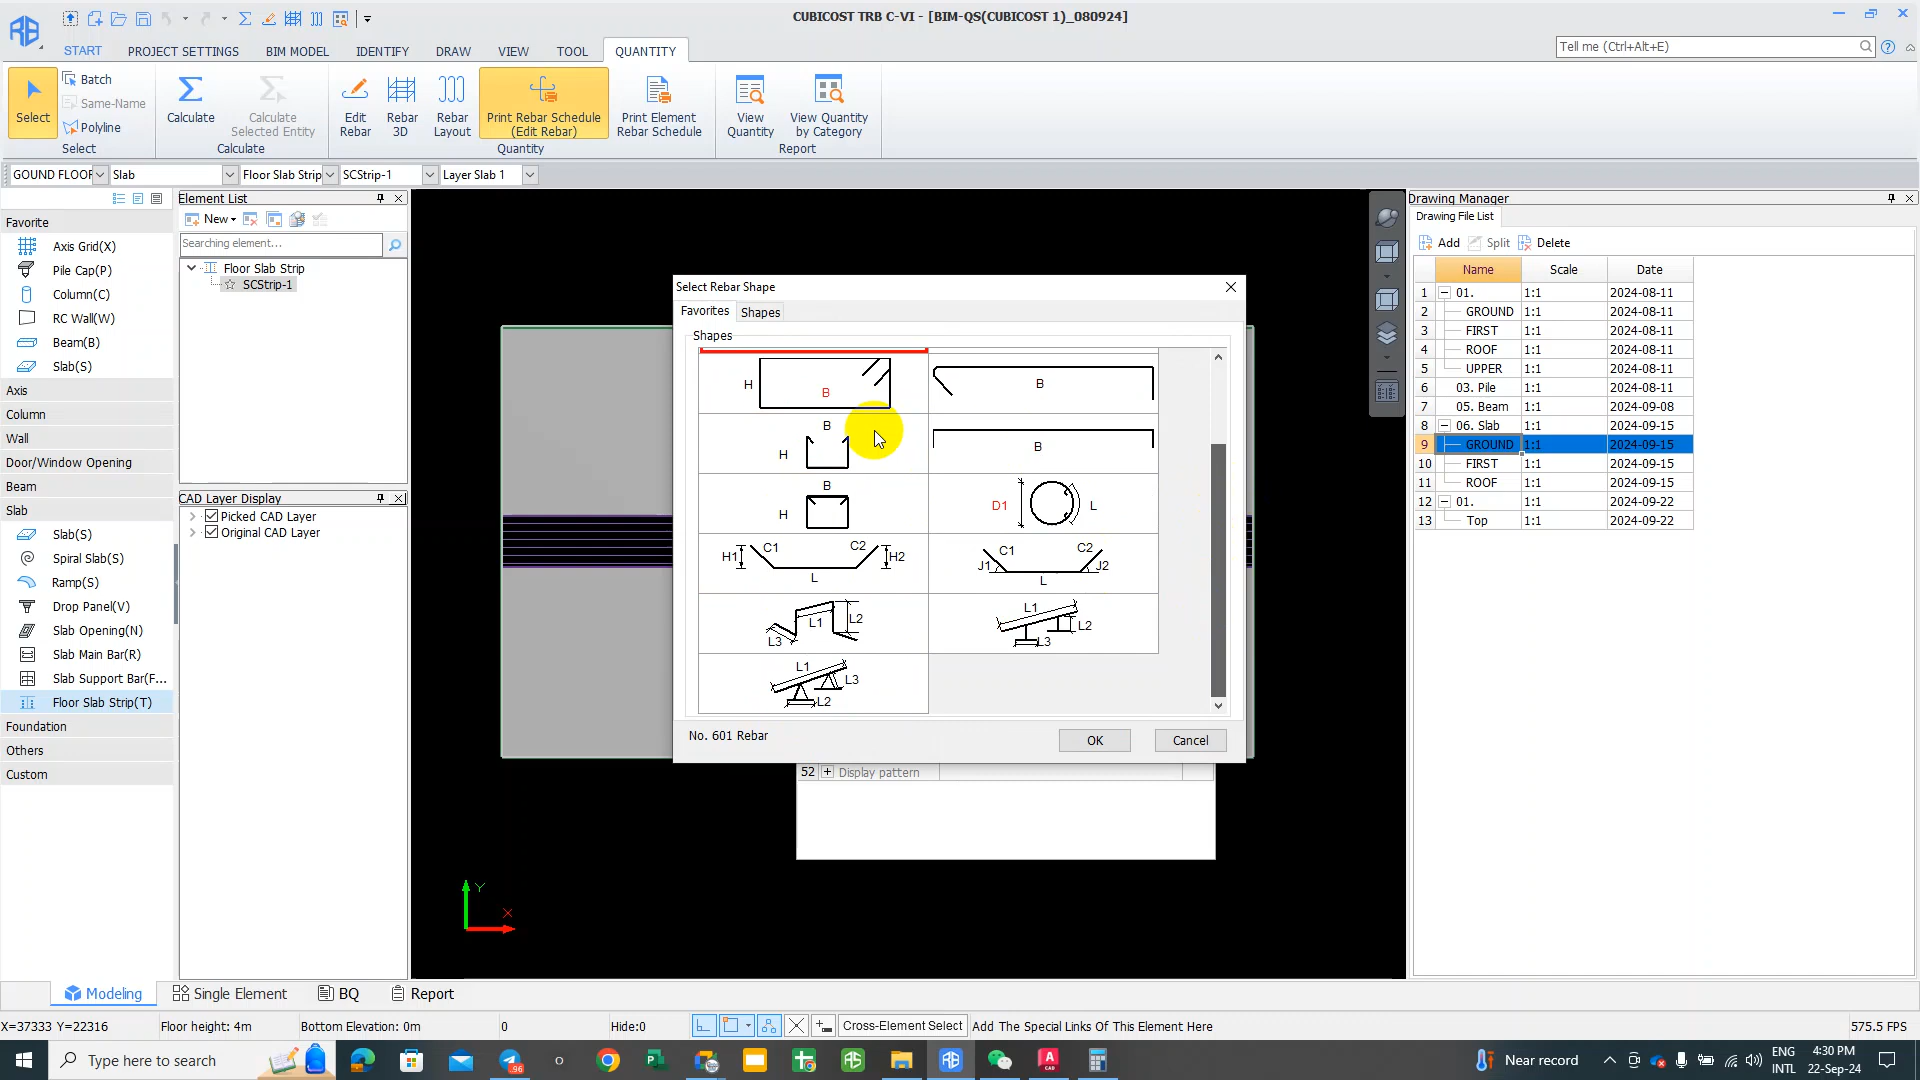 CUBICOST TRB C-VI - [BIM-QS(CUBICOST 1)_080924]
START PROJECT SETTINGS BIM MODEL IDENTIFY DRAW VIEW TOOL QUANTITY
Tell me (Ctrl+Alt+E)
Select
Batch
Same-Name
Polyline
Select
Calculate
Calculate Selected Entity
Calculate
Edit Rebar
Rebar 3D
Rebar Layout
Print Rebar Schedule (Edit Rebar)
Print Element Rebar Schedule
Quantity
View Quantity
View Quantity by Category
Report
GOUND FLOOR Slab Floor Slab Strip SCStrip-1 Layer Slab 1
Favorite
Axis Grid(X)
Pile Cap(P)
Column(C)
RC Wall(W)
Beam(B)
Slab(S)
Axis
Column
Wall
Door/Window Opening
Beam
Slab
Slab(S)
Spiral Slab(S)
Ramp(S)
Drop Panel(V)
Slab Opening(N)
Slab Main Bar(R)
Slab Support Bar(F...
Floor Slab Strip(T)
Foundation
Others
Custom
Element List
New
Searching element...
Floor Slab Strip
SCStrip-1
CAD Layer Display
Picked CAD Layer
Original CAD Layer
Select Rebar Shape
Favorites Shapes
Shapes
H B
B
B H
B
B H
D1 L
H1 C1 C2 H2 L
C1 C2 J1 J2 L
L1 L2 L3
L1 L2 L3
L1 L3 L2
No. 601 Rebar
OK Cancel
52 + Display pattern
Y
X
Drawing Manager
Drawing File List
Add Split Delete
Name Scale Date
1 01. 1:1 2024-08-11
2 GROUND 1:1 2024-08-11
3 FIRST 1:1 2024-08-11
4 ROOF 1:1 2024-08-11
5 UPPER 1:1 2024-08-11
6 03. Pile 1:1 2024-08-11
7 05. Beam 1:1 2024-09-08
8 06. Slab 1:1 2024-09-15
9 GROUND 1:1 2024-09-15
10 FIRST 1:1 2024-09-15
11 ROOF 1:1 2024-09-15
12 01. 1:1 2024-09-22
13 Top 1:1 2024-09-22
Modeling Single Element BQ Report
X=37333 Y=22316 Floor height: 4m Bottom Elevation: 0m 0 Hide:0 Cross-Element Select Add The Special Links Of This Element Here 575.5 FPS
Type here to search
Near record
ENG
INTL
4:30 PM
22-Sep-24